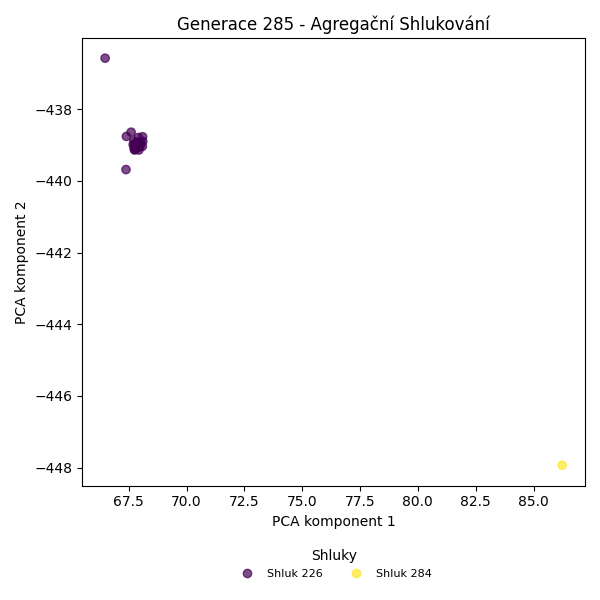 Generace 285 - Agregační Shlukování
PCA komponent 2
−438
−440
−442
−444
−446
−448
67.5 70.0 72.5 75.0 77.5 80.0 82.5 85.0
PCA komponent 1
Shluky
Shluk 226 Shluk 284